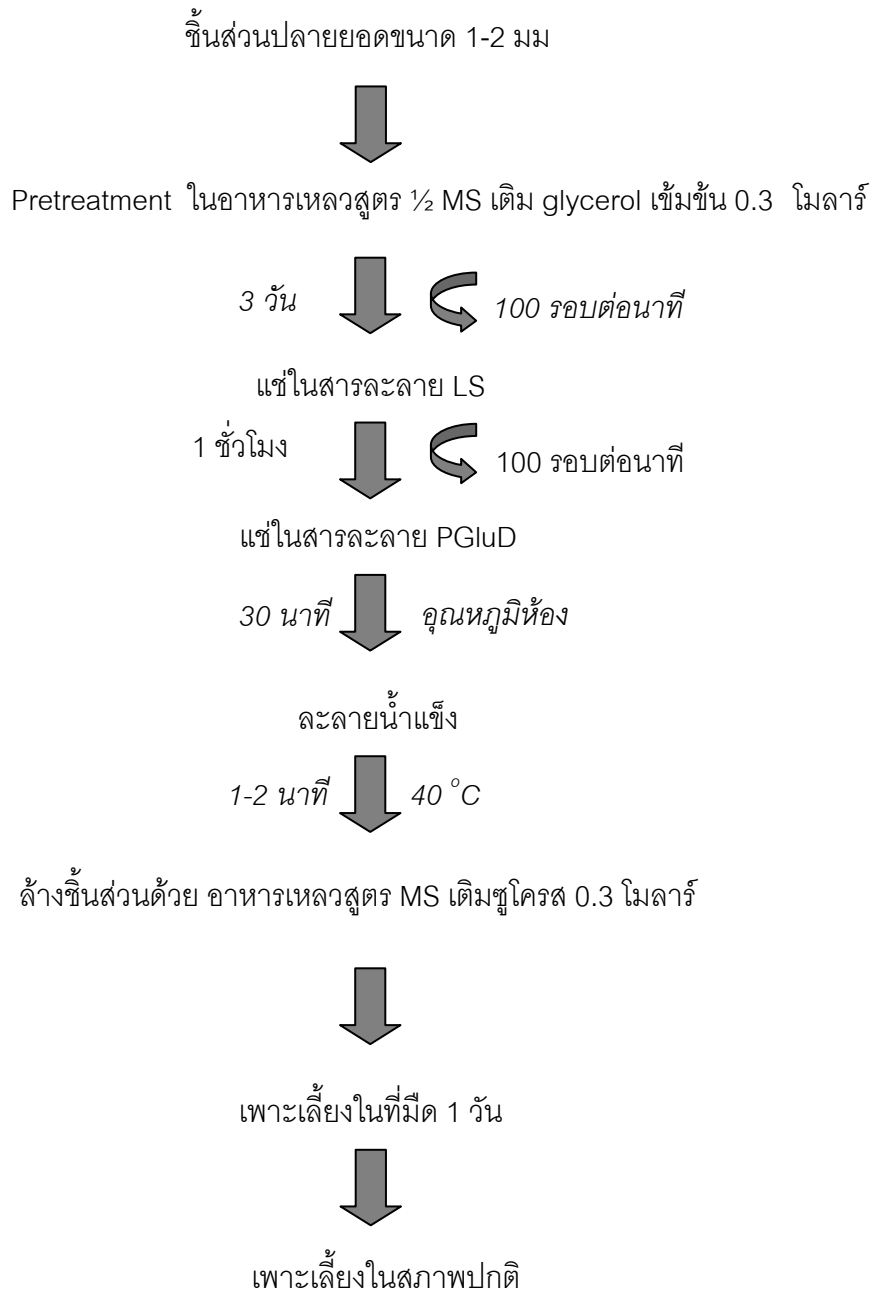 ชิ้นส่วนปลายยอดขนาด 1-2 มม
Pretreatment ในอาหารเหลวสูตร ½ MS เติม glycerol เข้มข้น 0.3 โมลาร์
3 วัน 100 รอบต่อนาที
แช่ในสารละลาย LS
1 ชั่วโมง 100 รอบต่อนาที
แช่ในสารละลาย PGluD
30 นาที อุณหภูมิห้อง
ละลายน้ำแข็ง
1-2 นาที 40 °C
ล้างชิ้นส่วนด้วย อาหารเหลวสูตร MS เติมซูโครส 0.3 โมลาร์
เพาะเลี้ยงในที่มืด 1 วัน
เพาะเลี้ยงในสภาพปกติ